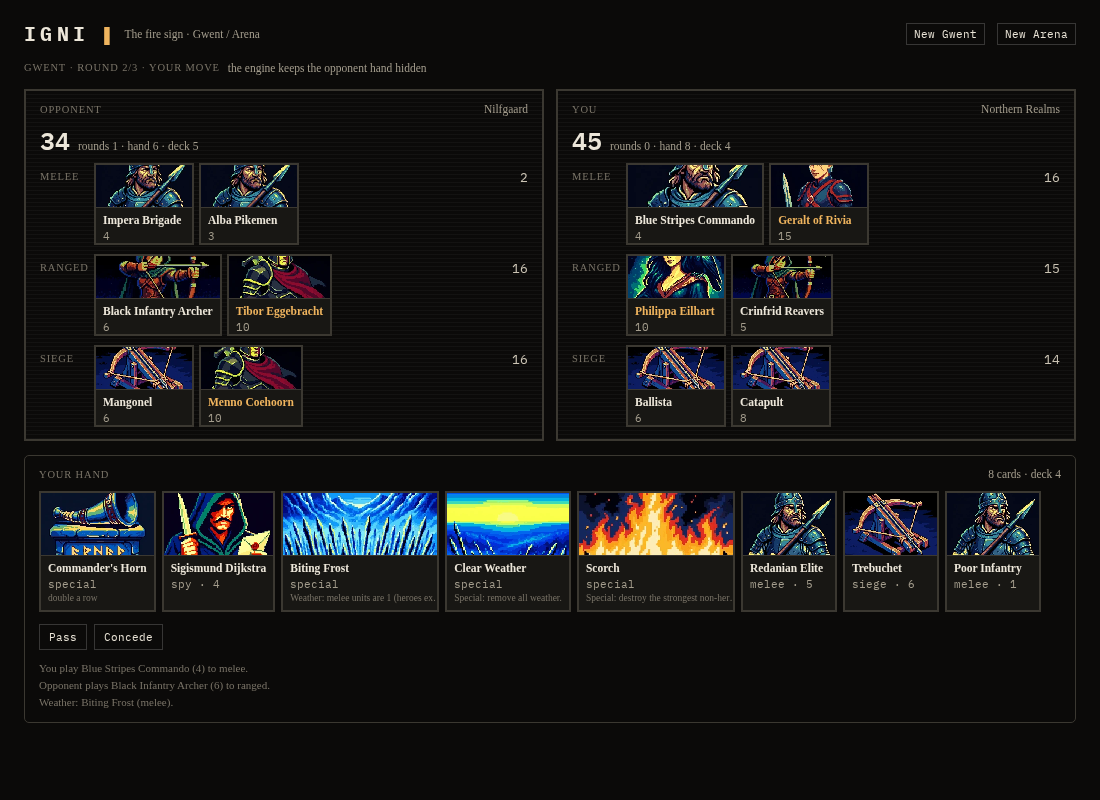 IGNI The fire sign · Gwent / Arena New Gwent New Arena
GWENT · ROUND 2/3 · YOUR MOVE the engine keeps the opponent hand hidden
OPPONENT Nilfgaard
34 rounds 1 · hand 6 · deck 5
MELEE 2
Impera Brigade Alba Pikemen
4 3
RANGED 16
Black Infantry Archer Tibor Eggebracht
6 10
SIEGE 16
Mangonel Menno Coehoorn
6 10
YOU Northern Realms
45 rounds 0 · hand 8 · deck 4
MELEE 16
Blue Stripes Commando Geralt of Rivia
4 15
RANGED 15
Philippa Eilhart Crinfrid Reavers
10 5
SIEGE 14
Ballista Catapult
6 8
YOUR HAND 8 cards · deck 4
Commander's Horn Sigismund Dijkstra Biting Frost Clear Weather Scorch Redanian Elite Trebuchet Poor Infantry
special spy · 4 special special special melee · 5 siege · 6 melee · 1
double a row Weather: melee units are 1 (heroes ex. Special: remove all weather. Special: destroy the strongest non-her.
Pass Concede
You play Blue Stripes Commando (4) to melee.
Opponent plays Black Infantry Archer (6) to ranged.
Weather: Biting Frost (melee).